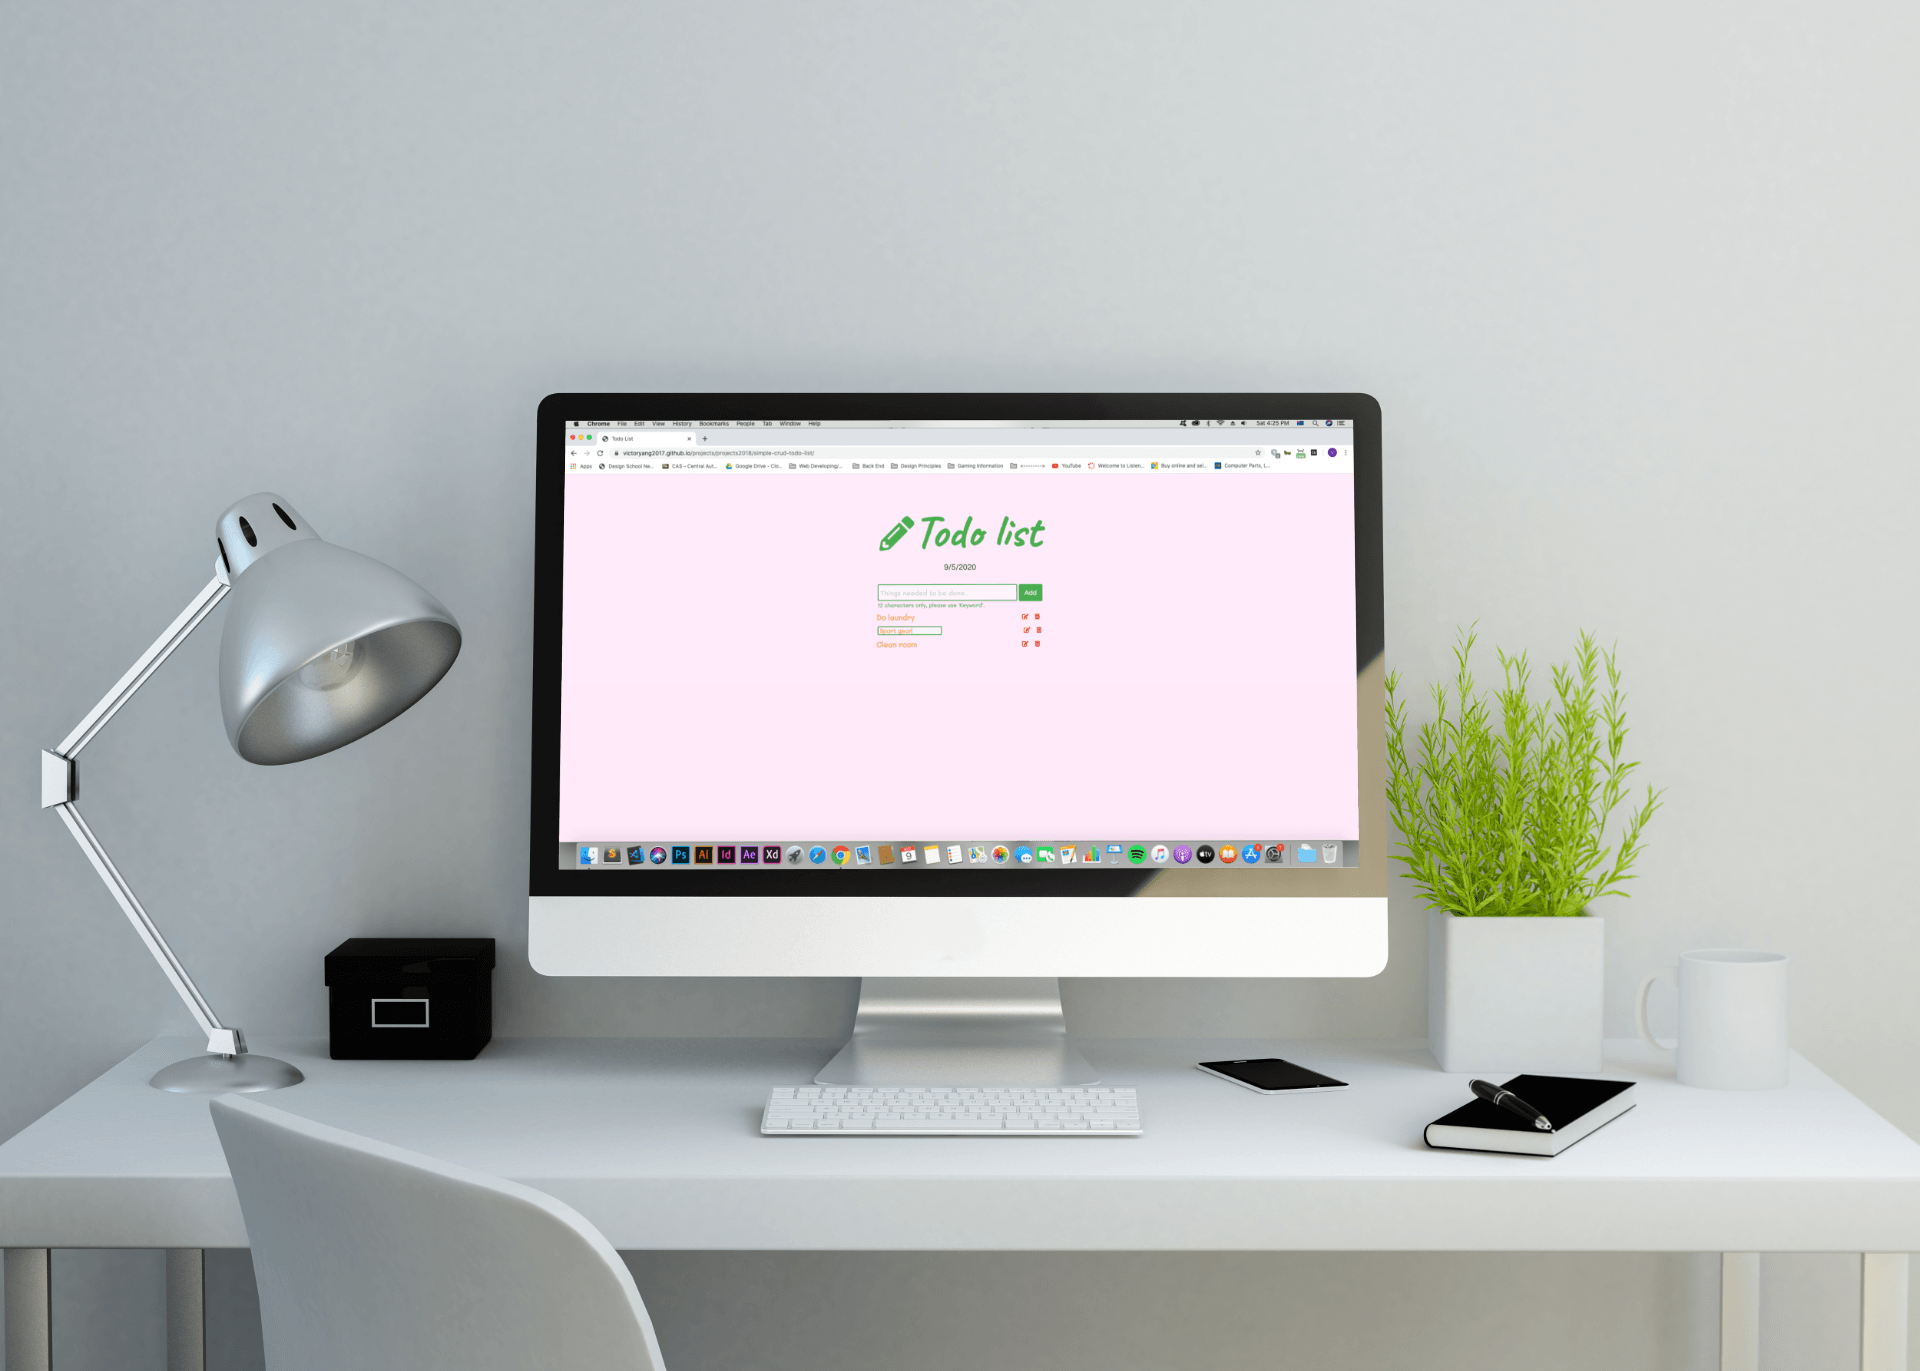 Chrome File Edit View History Bookmarks People Tab Window Help Sat 4:25 PM
Todo List
victoryang2017.github.io/projects/projects2018/simple-crud-todo-list/
Apps Design School Ne... CAS – Central Aut... Google Drive - Clo... Web Developing/... Back End Design Principles Gaming Information <----------> YouTube Welcome to Listen... Buy online and sel... Computer Parts, L...
Todo list
9/5/2020
Things needed to be done... Add
12 characters only, please use 'Keyword'.
Do laundry
Sport gear
Clean room
S Ps Ai Id Ae Xd 9 tv